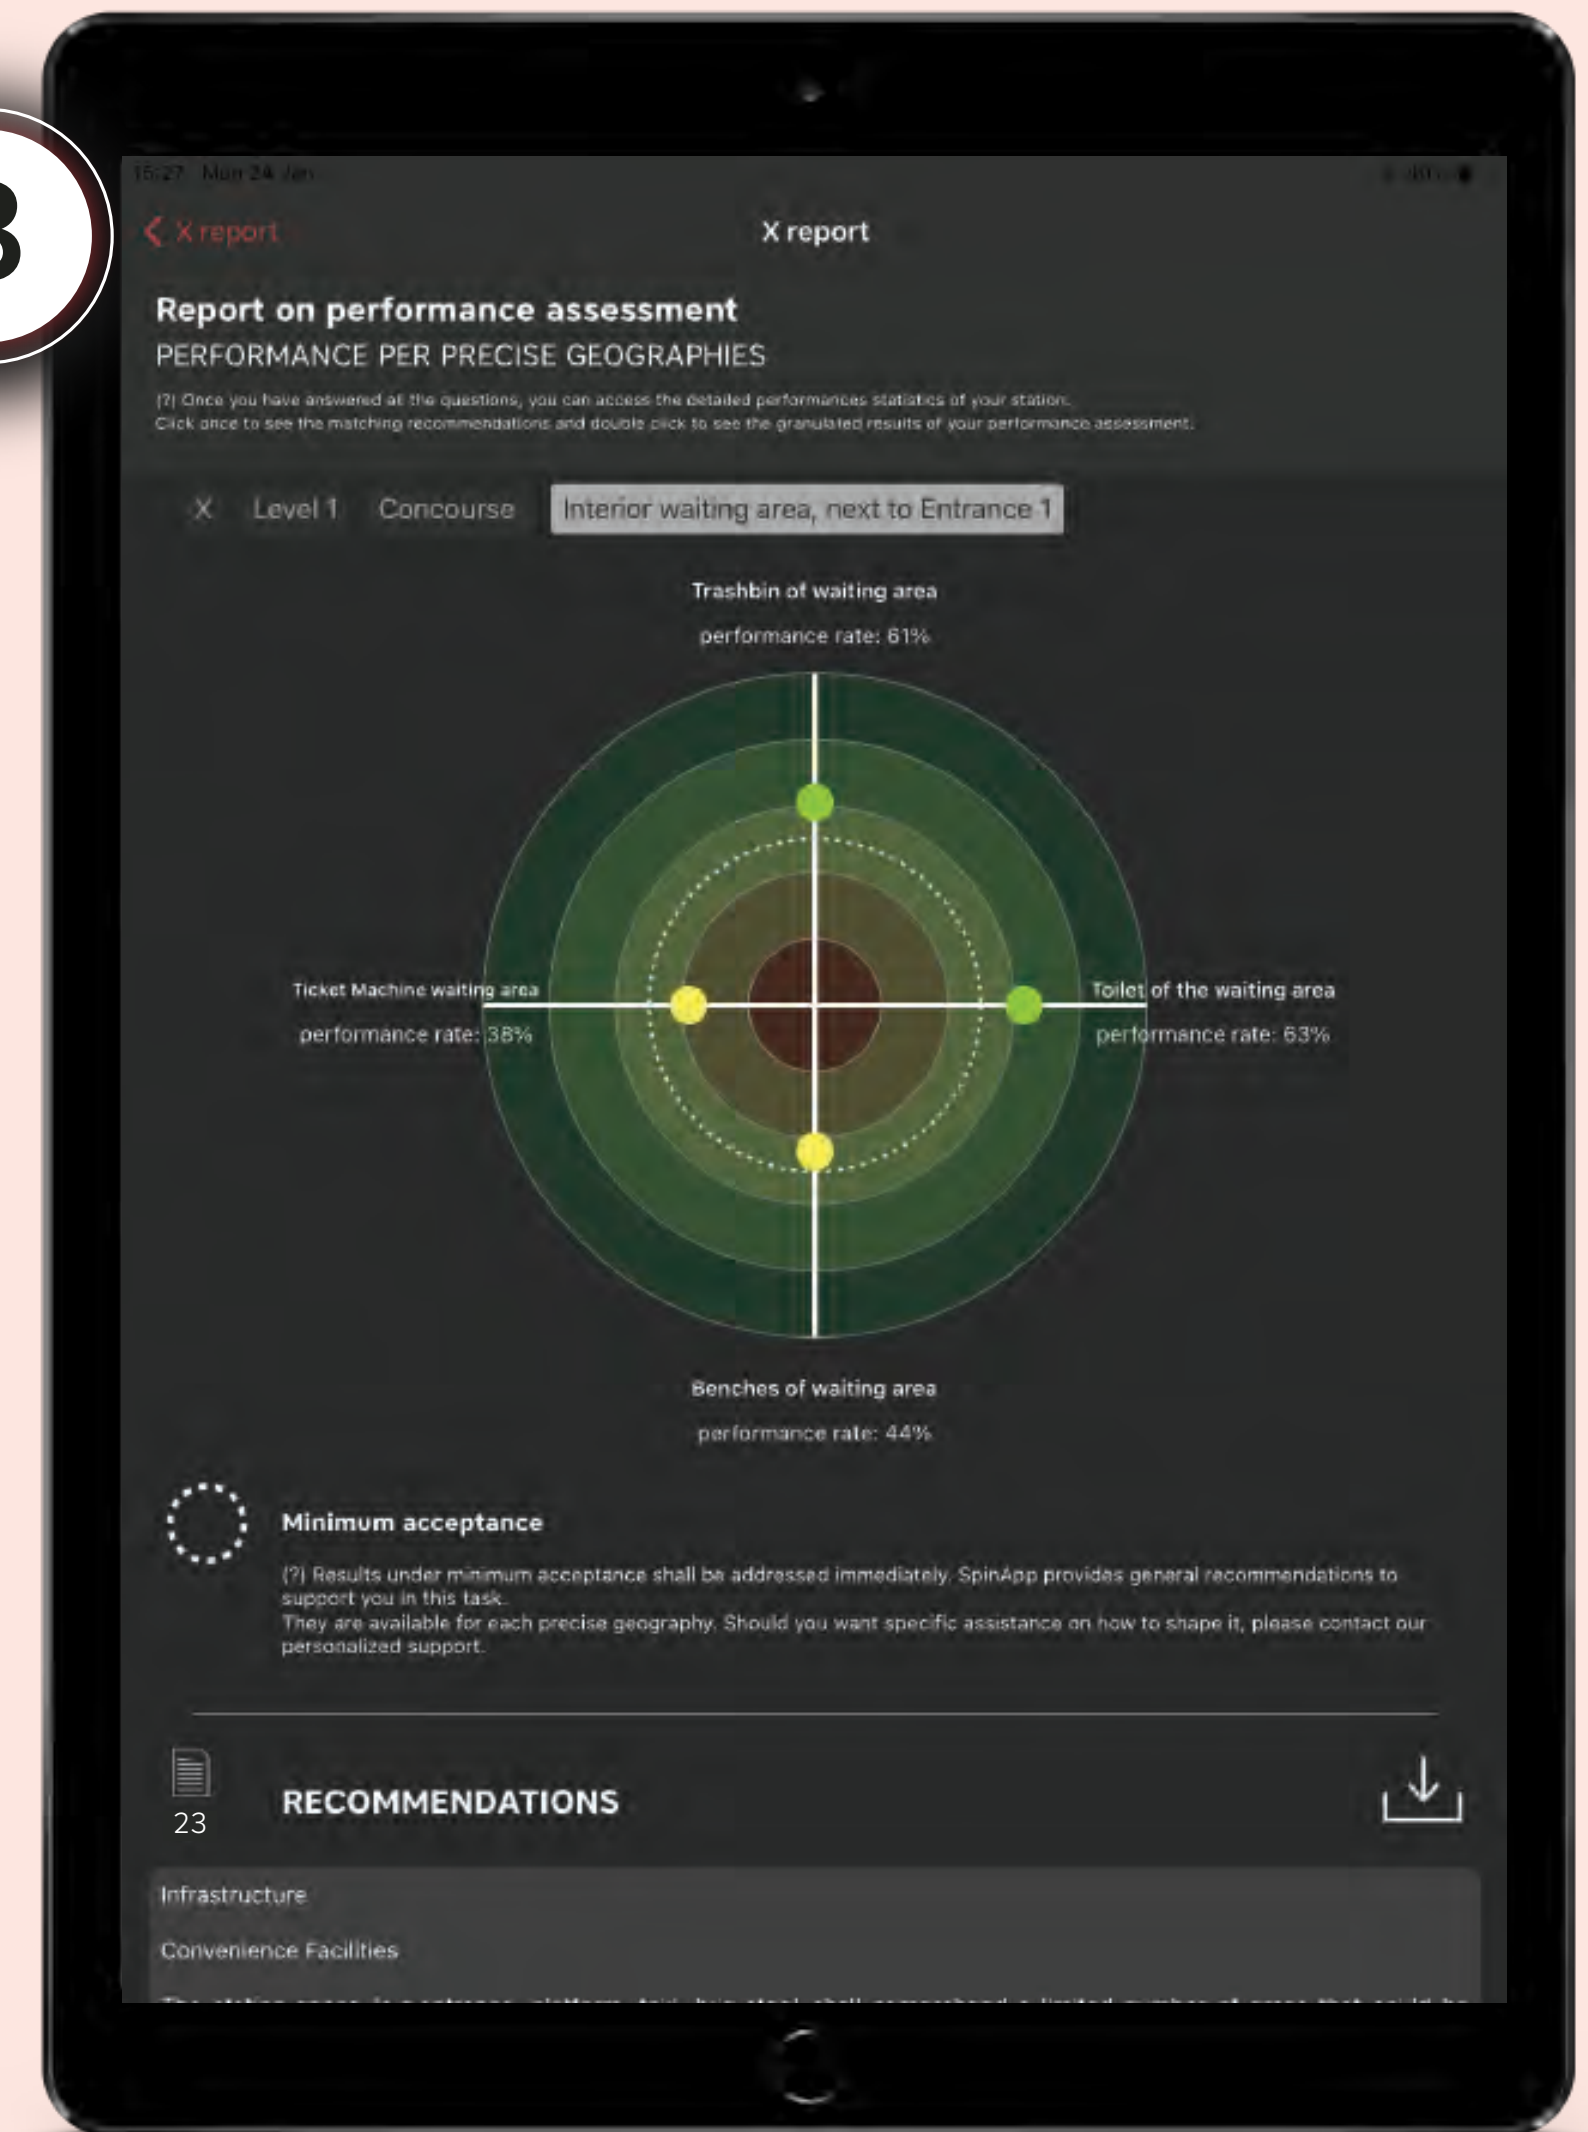 3
15:27 Mon 24 Jan
X report
X report
Report on performance assessment
PERFORMANCE PER PRECISE GEOGRAPHIES
(?) Once you have answered all the questions, you can access the detailed performances statistics of your station.
Click once to see the matching recommendations and double click to see the granulated results of your performance assessment.
X Level 1 Concourse Interior waiting area, next to Entrance 1
Trashbin of waiting area
performance rate: 61%
Ticket Machine waiting area
performance rate: 38%
Toilet of the waiting area
performance rate: 63%
Benches of waiting area
performance rate: 44%
Minimum acceptance
(?) Results under minimum acceptance shall be addressed immediately. SpinApp provides general recommendations to
support you in this task.
They are available for each precise geography. Should you want specific assistance on how to shape it, please contact our
personalized support.
23
RECOMMENDATIONS
Infrastructure
Convenience Facilities